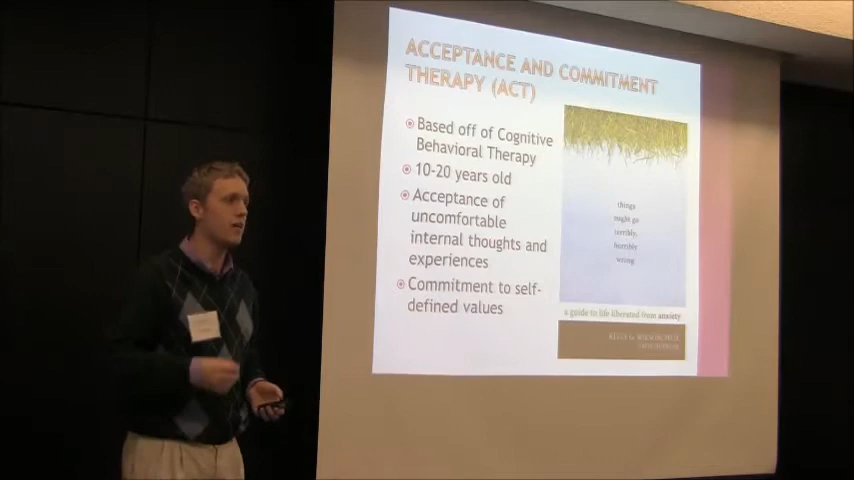 ACCEPTANCE AND COMMITMENT
THERAPY (ACT)
Based off of Cognitive
Behavioral Therapy
10-20 years old
Acceptance of
uncomfortable
internal thoughts and
experiences
Commitment to self-
defined values
things
might go
terribly,
horribly
wrong
a guide to life liberated from anxiety